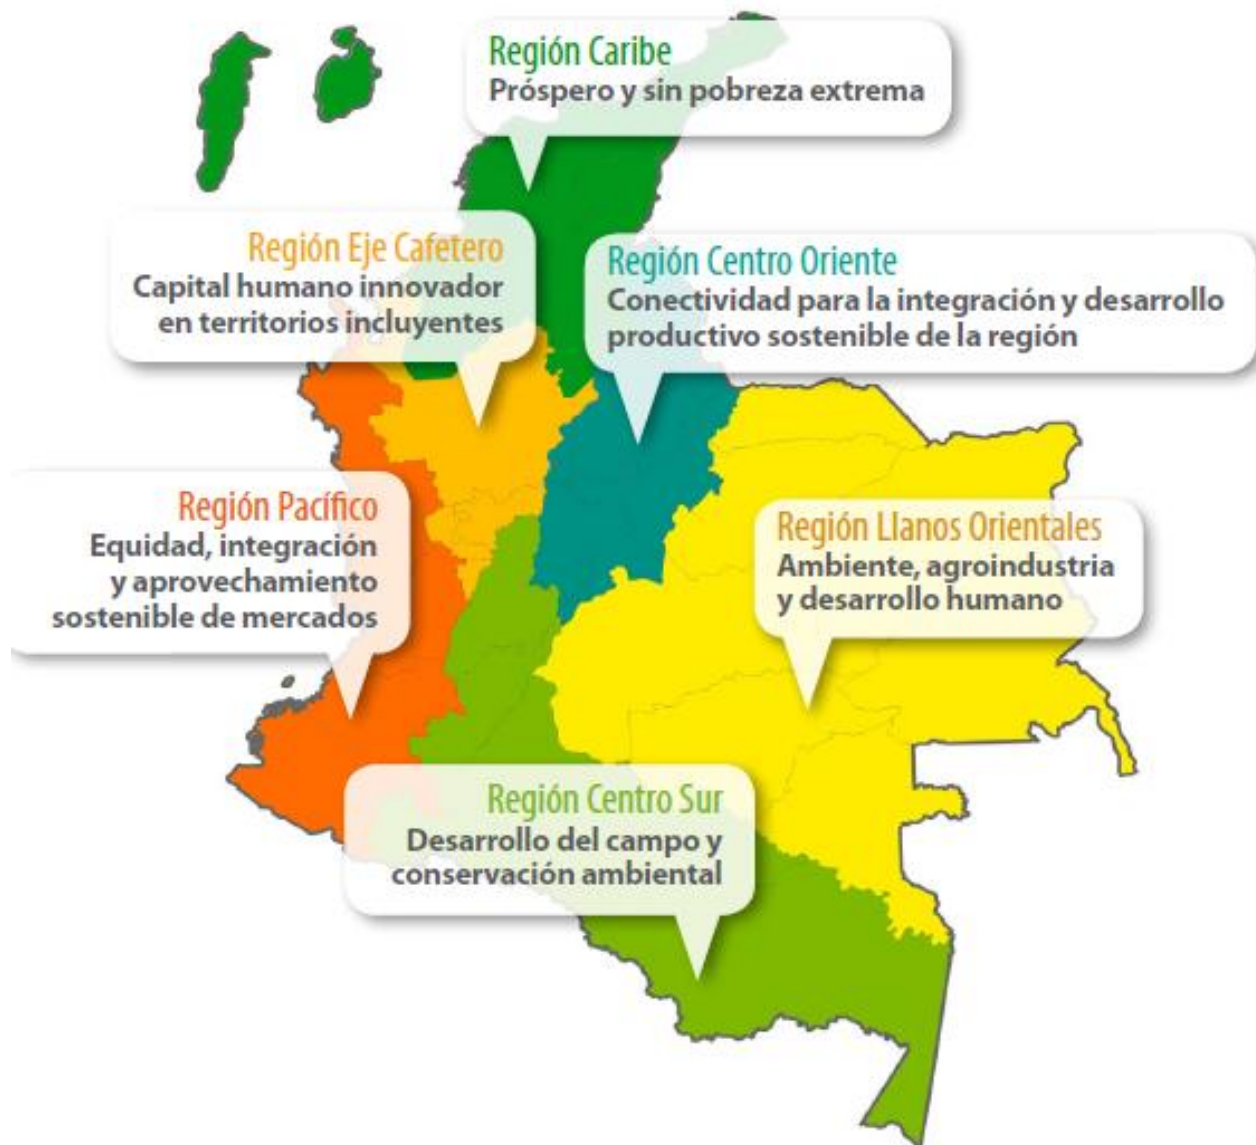 Región Caribe
Próspero y sin pobreza extrema
Región Eje Cafetero
Capital humano innovador
en territorios incluyentes
Región Centro Oriente
Conectividad para la integración y desarrollo
productivo sostenible de la región
Región Pacífico
Equidad, integración
y aprovechamiento
sostenible de mercados
Región Llanos Orientales
Ambiente, agroindustria
y desarrollo humano
Región Centro Sur
Desarrollo del campo y
conservación ambiental